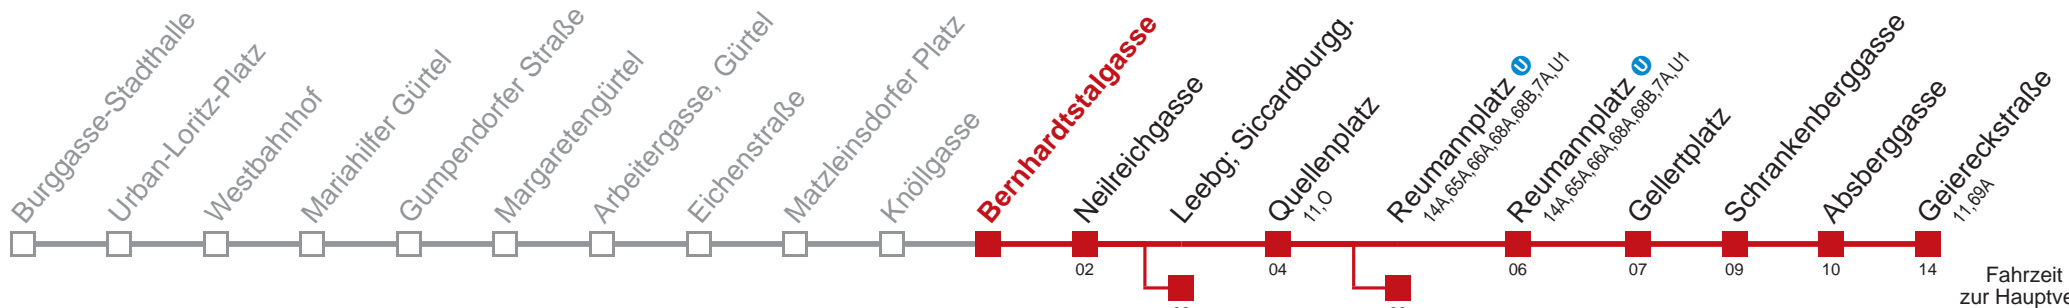 Burggasse-Stadthalle
Urban-Loritz-Platz
Westbahnhof
Mariahilfer Gürtel
Gumpendorfer Straße
Margaretengürtel
Arbeitergasse, Gürtel
Eichenstraße
Matzleinsdorfer Platz
Knöllgasse
Bernhardtstalgasse
Neilreichgasse
Leebg; Siccardburgg.
Quellenplatz
11,O
Reumannplatz U
14A,65A,66A,68A,68B,7A,U1
Reumannplatz U
14A,65A,66A,68A,68B,7A,U1
Gellertplatz
Schrankenberggasse
Absberggasse
Geiereckstraße
11,69A
02
04
06
07
09
10
14
Fahrzeit